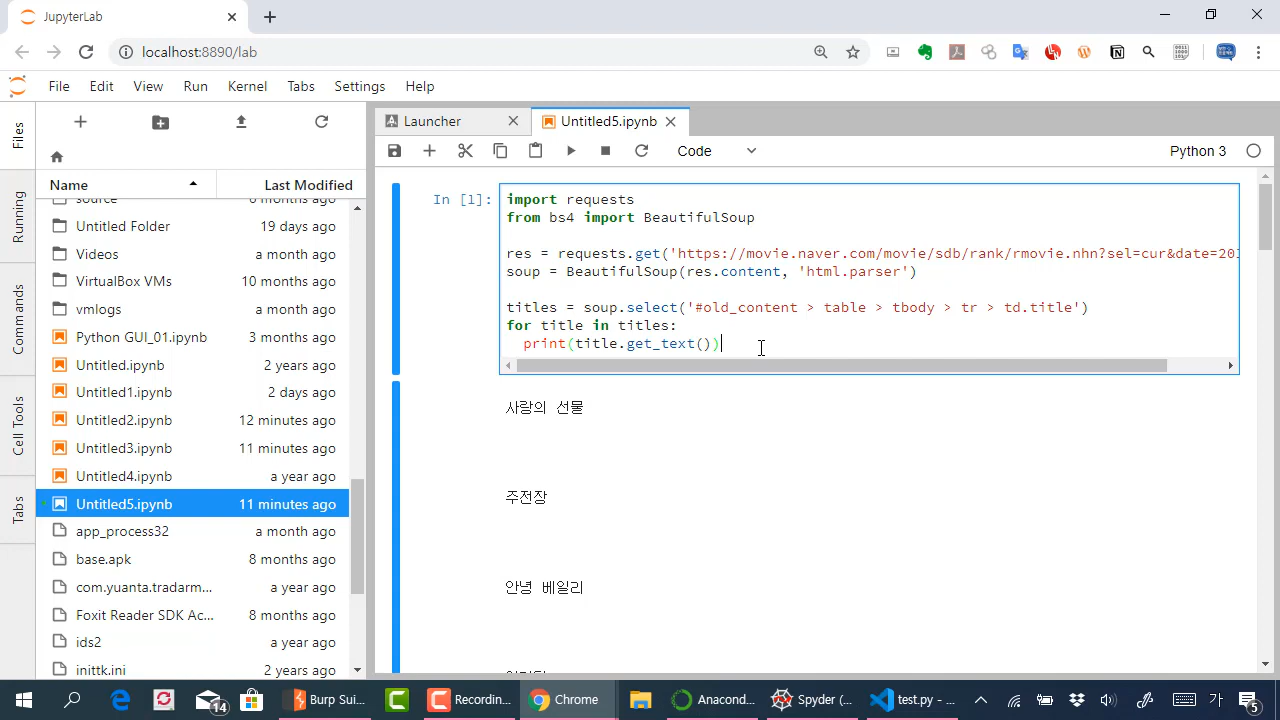 JupyterLab
localhost:8890/lab
File Edit View Run Kernel Tabs Settings Help
Files
Running
Commands
Cell Tools
Tabs
Name Last Modified
source 6 months ago
Untitled Folder 19 days ago
Videos a month ago
VirtualBox VMs 10 months ago
vmlogs a month ago
Python GUI_01.ipynb 3 months ago
Untitled.ipynb 2 years ago
Untitled1.ipynb 2 days ago
Untitled2.ipynb 12 minutes ago
Untitled3.ipynb 11 minutes ago
Untitled4.ipynb a year ago
Untitled5.ipynb 11 minutes ago
app_process32 a month ago
base.apk 8 months ago
com.yuanta.tradarm... a year ago
Foxit Reader SDK Ac... 8 months ago
ids2 a year ago
inittk.ini 2 years ago
Launcher Untitled5.ipynb
Code Python 3
In [1]:
import requests
from bs4 import BeautifulSoup
res = requests.get('https://movie.naver.com/movie/sdb/rank/rmovie.nhn?sel=cur&date=201
soup = BeautifulSoup(res.content, 'html.parser')
titles = soup.select('#old_content > table > tbody > tr > td.title')
for title in titles:
print(title.get_text())
사랑의 선물
주전장
안녕 베일리
14 Burp Sui... Recordin... Chrome Anacond... Spyder (... test.py - ... 가 5